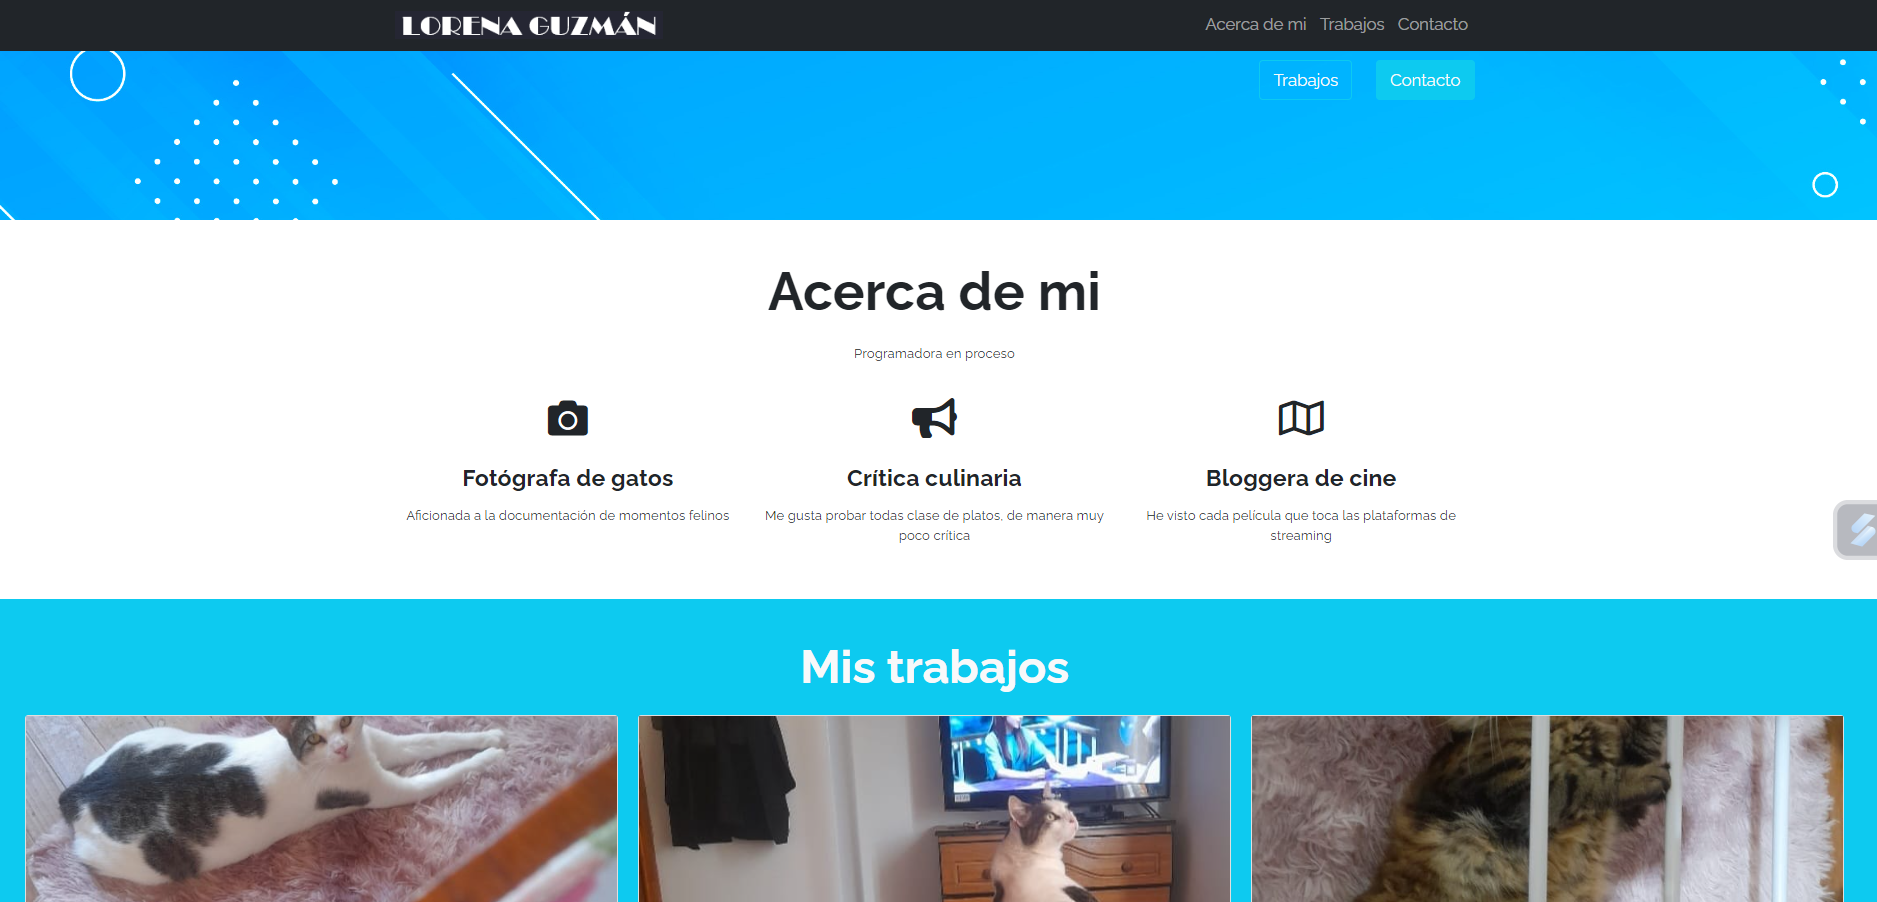 LORENA GUZMÁN
Acerca de mi Trabajos Contacto
Trabajos Contacto
Acerca de mi
Programadora en proceso
Fotógrafa de gatos
Aficionada a la documentación de momentos felinos
Crítica culinaria
Me gusta probar todas clase de platos, de manera muy
poco crítica
Bloggera de cine
He visto cada película que toca las plataformas de
streaming
Mis trabajos